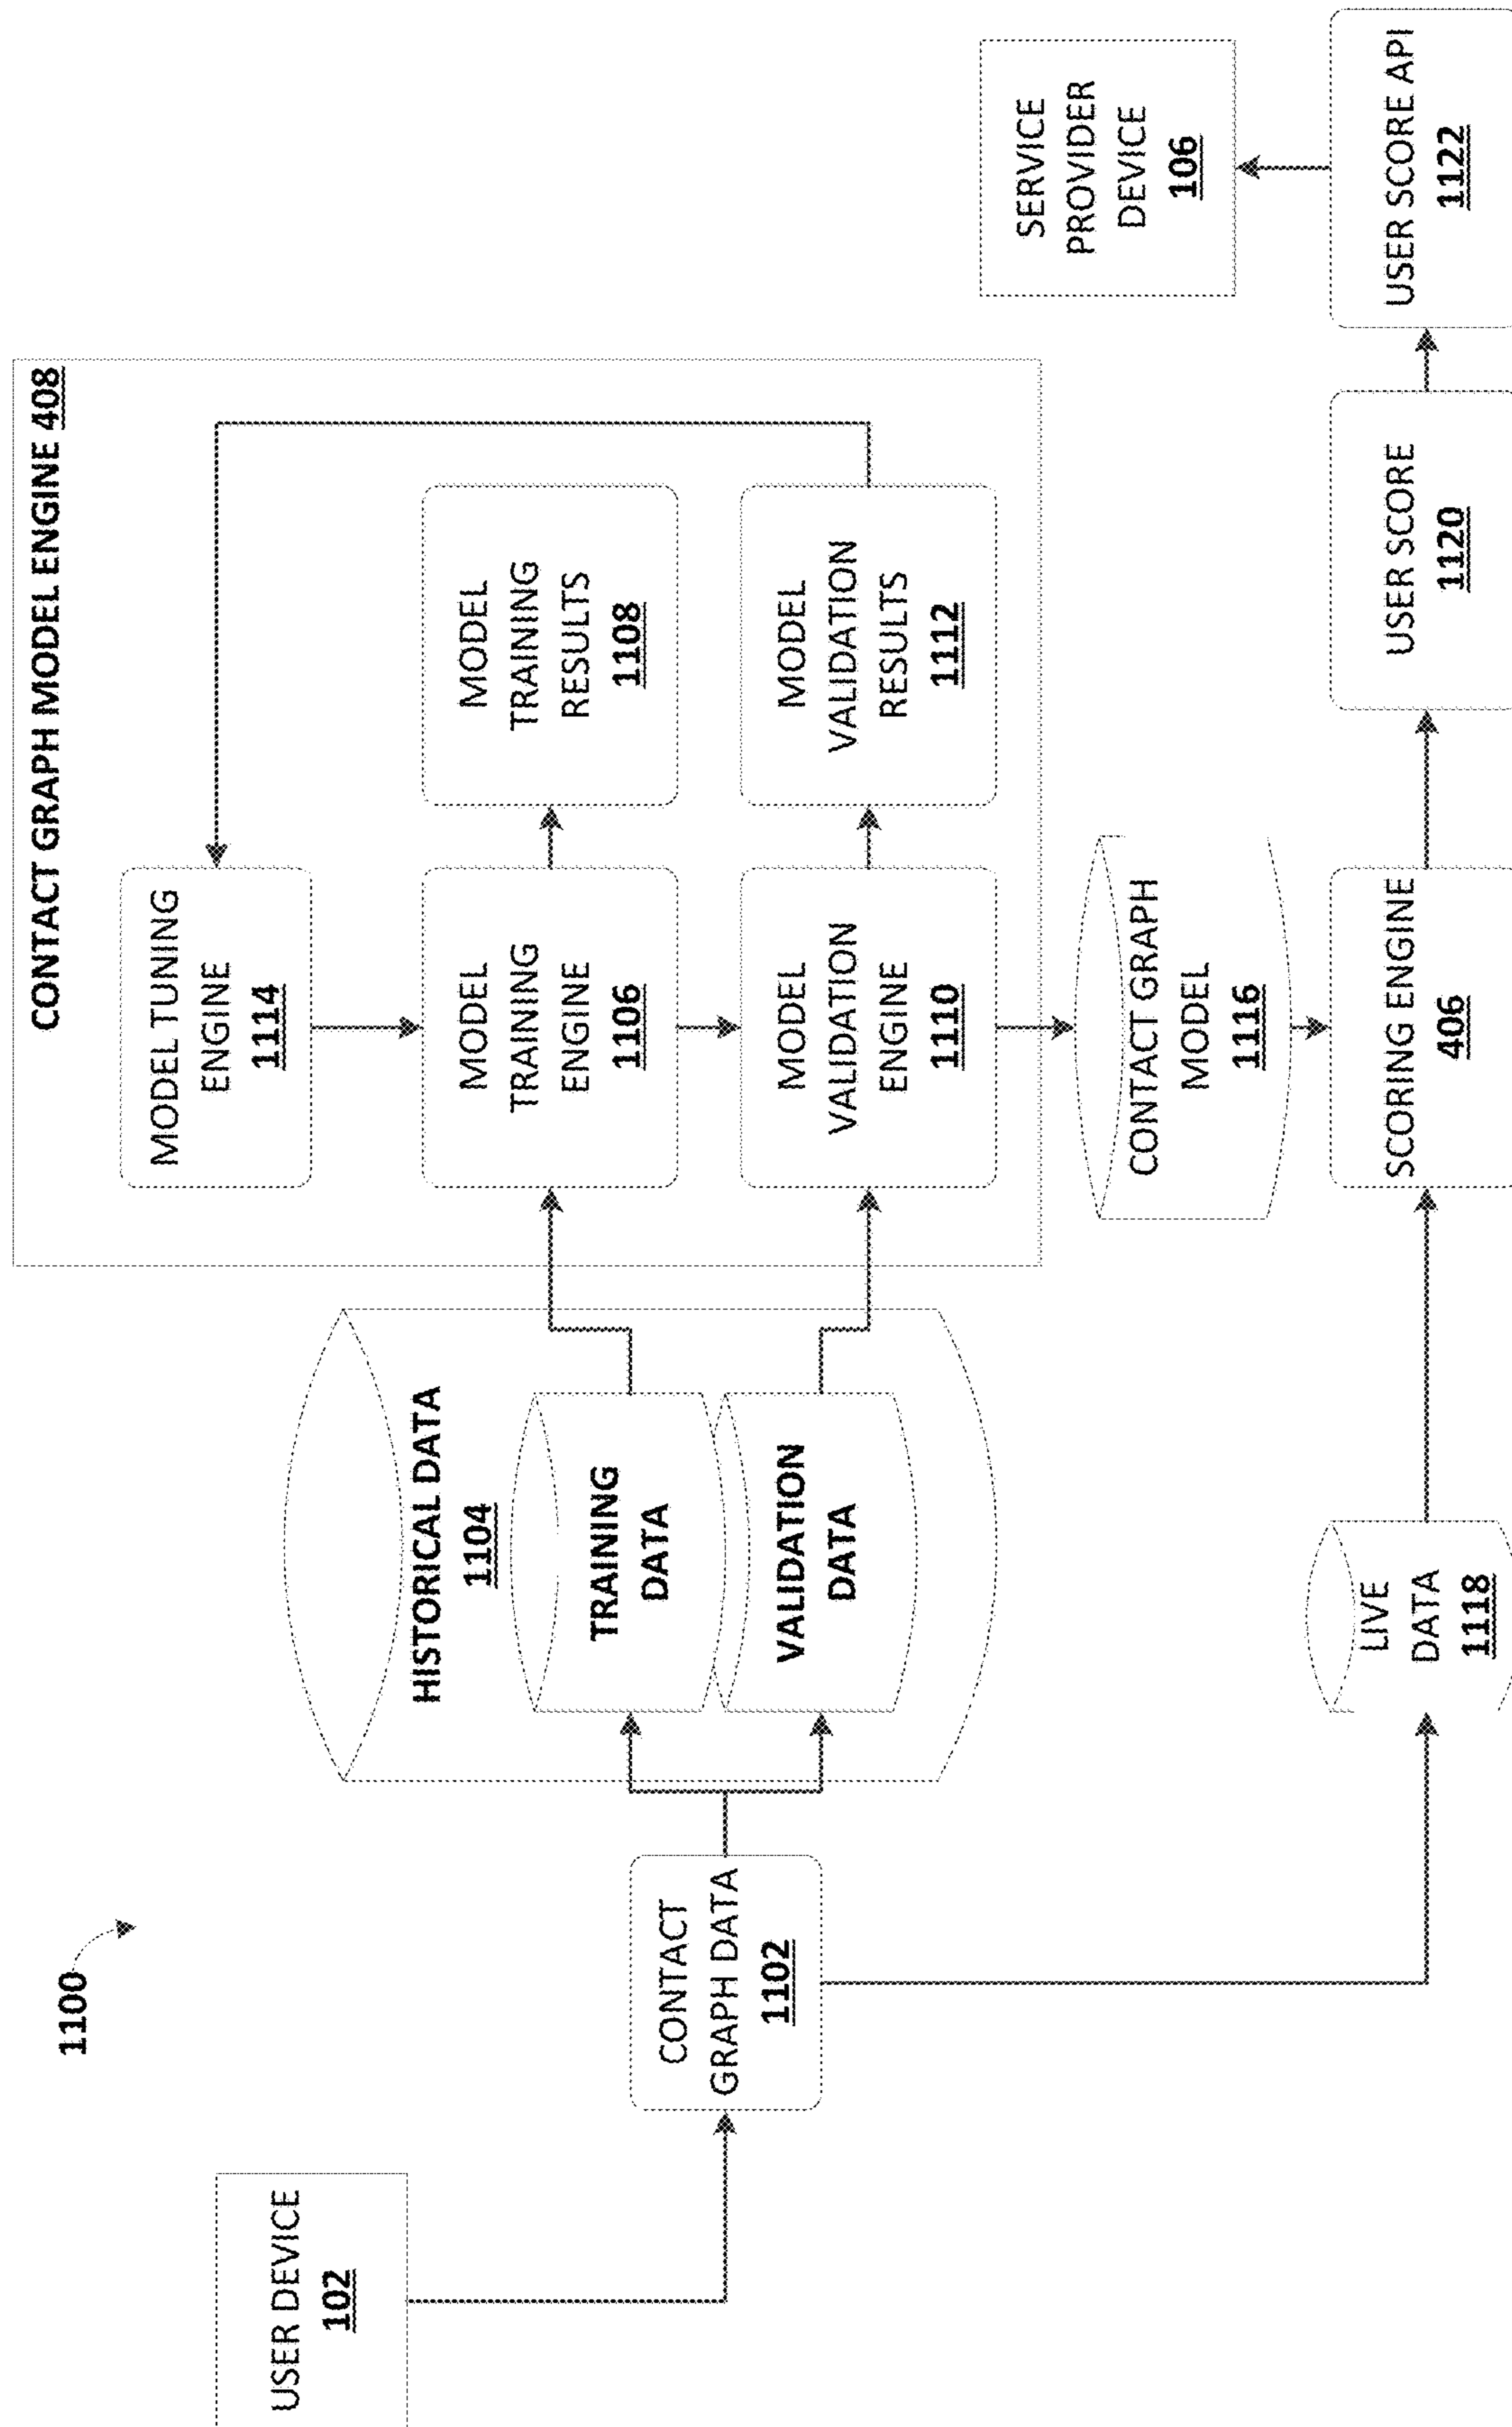 1100
USER DEVICE
102
CONTACT
GRAPH DATA
1102
HISTORICAL DATA
1104
TRAINING
DATA
VALIDATION
DATA
LIVE
DATA
1118
CONTACT GRAPH MODEL ENGINE 408
MODEL TUNING
ENGINE
1114
MODEL
TRAINING
ENGINE
1106
MODEL
TRAINING
RESULTS
1108
MODEL
VALIDATION
ENGINE
1110
MODEL
VALIDATION
RESULTS
1112
CONTACT GRAPH
MODEL
1116
SCORING ENGINE
406
USER SCORE
1120
USER SCORE API
1122
SERVICE
PROVIDER
DEVICE
106